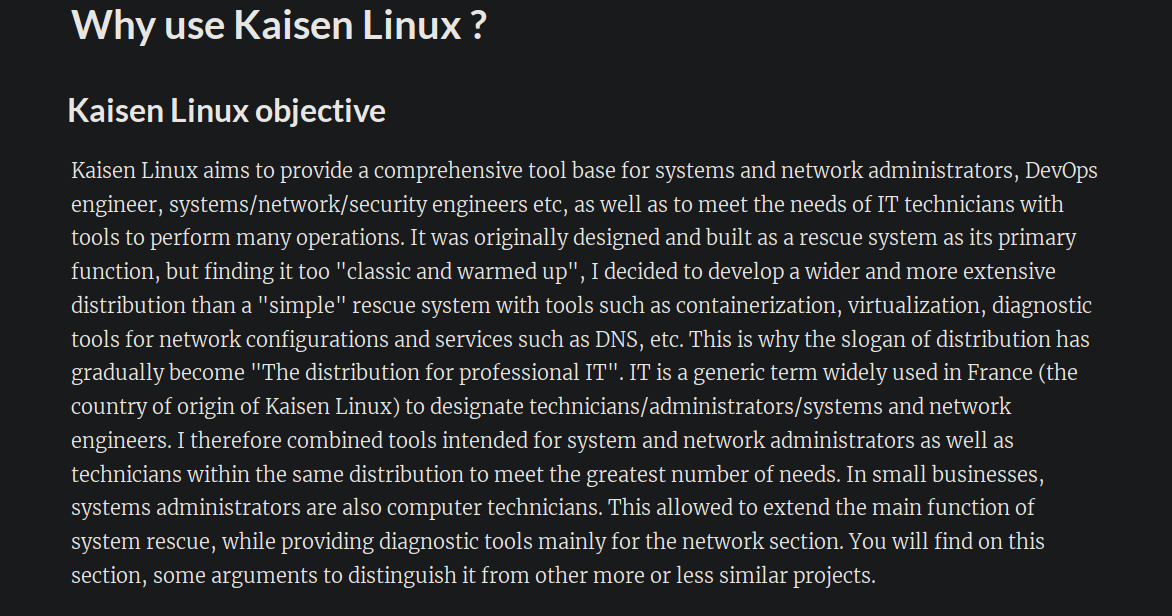 Why use Kaisen Linux ?
Kaisen Linux objective
Kaisen Linux aims to provide a comprehensive tool base for systems and network administrators, DevOps
engineer, systems/network/security engineers etc, as well as to meet the needs of IT technicians with
tools to perform many operations. It was originally designed and built as a rescue system as its primary
function, but finding it too "classic and warmed up", I decided to develop a wider and more extensive
distribution than a "simple" rescue system with tools such as containerization, virtualization, diagnostic
tools for network configurations and services such as DNS, etc. This is why the slogan of distribution has
gradually become "The distribution for professional IT". IT is a generic term widely used in France (the
country of origin of Kaisen Linux) to designate technicians/administrators/systems and network
engineers. I therefore combined tools intended for system and network administrators as well as
technicians within the same distribution to meet the greatest number of needs. In small businesses,
systems administrators are also computer technicians. This allowed to extend the main function of
system rescue, while providing diagnostic tools mainly for the network section. You will find on this
section, some arguments to distinguish it from other more or less similar projects.